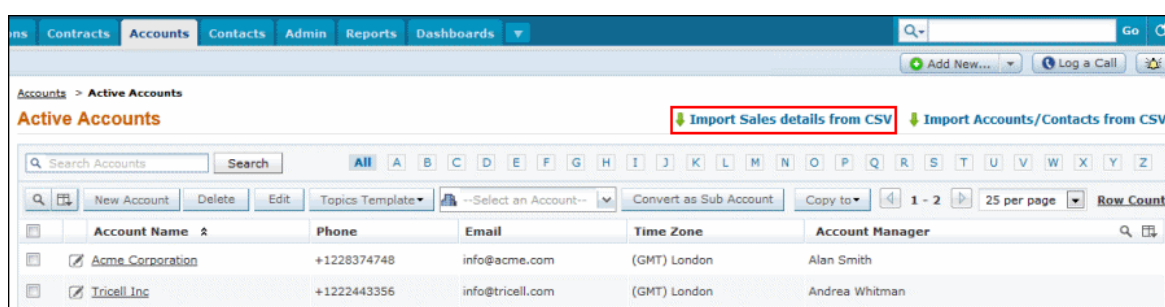 ns Contracts Accounts Contacts Admin Reports Dashboards Go
Add New... Log a Call
Accounts > Active Accounts
Active Accounts Import Sales details from CSV Import Accounts/Contacts from CSV
Search Accounts Search All A B C D E F G H I J K L M N O P Q R S T U V W X Y Z
New Account Delete Edit Topics Template --Select an Account-- Convert as Sub Account Copy to 1 - 2 25 per page Row Count
Account Name Phone Email Time Zone Account Manager
Acme Corporation +1228374748 info@acme.com (GMT) London Alan Smith
Tricell Inc +1222443356 info@tricell.com (GMT) London Andrea Whitman